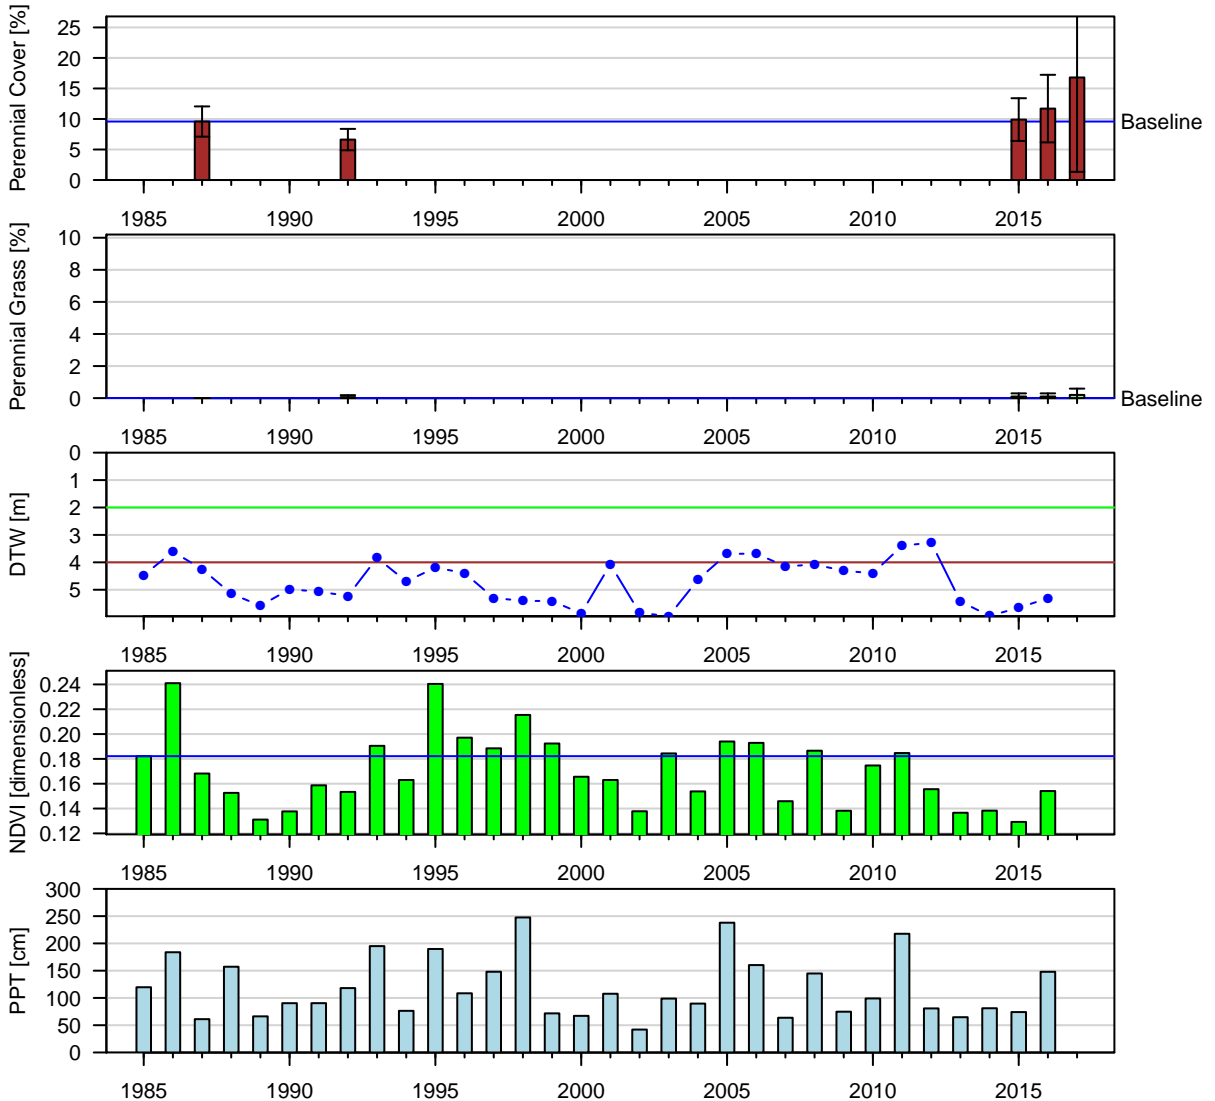 Perennial Cover [%]
25
20
15
10
5
0
Baseline
1985 1990 1995 2000 2005 2010 2015
Perennial Grass [%]
10
8
6
4
2
0
Baseline
1985 1990 1995 2000 2005 2010 2015
DTW [m]
0
1
2
3
4
5
1985 1990 1995 2000 2005 2010 2015
NDVI [dimensionless]
0.24
0.22
0.20
0.18
0.16
0.14
0.12
1985 1990 1995 2000 2005 2010 2015
PPT [cm]
300
250
200
150
100
50
0
1985 1990 1995 2000 2005 2010 2015